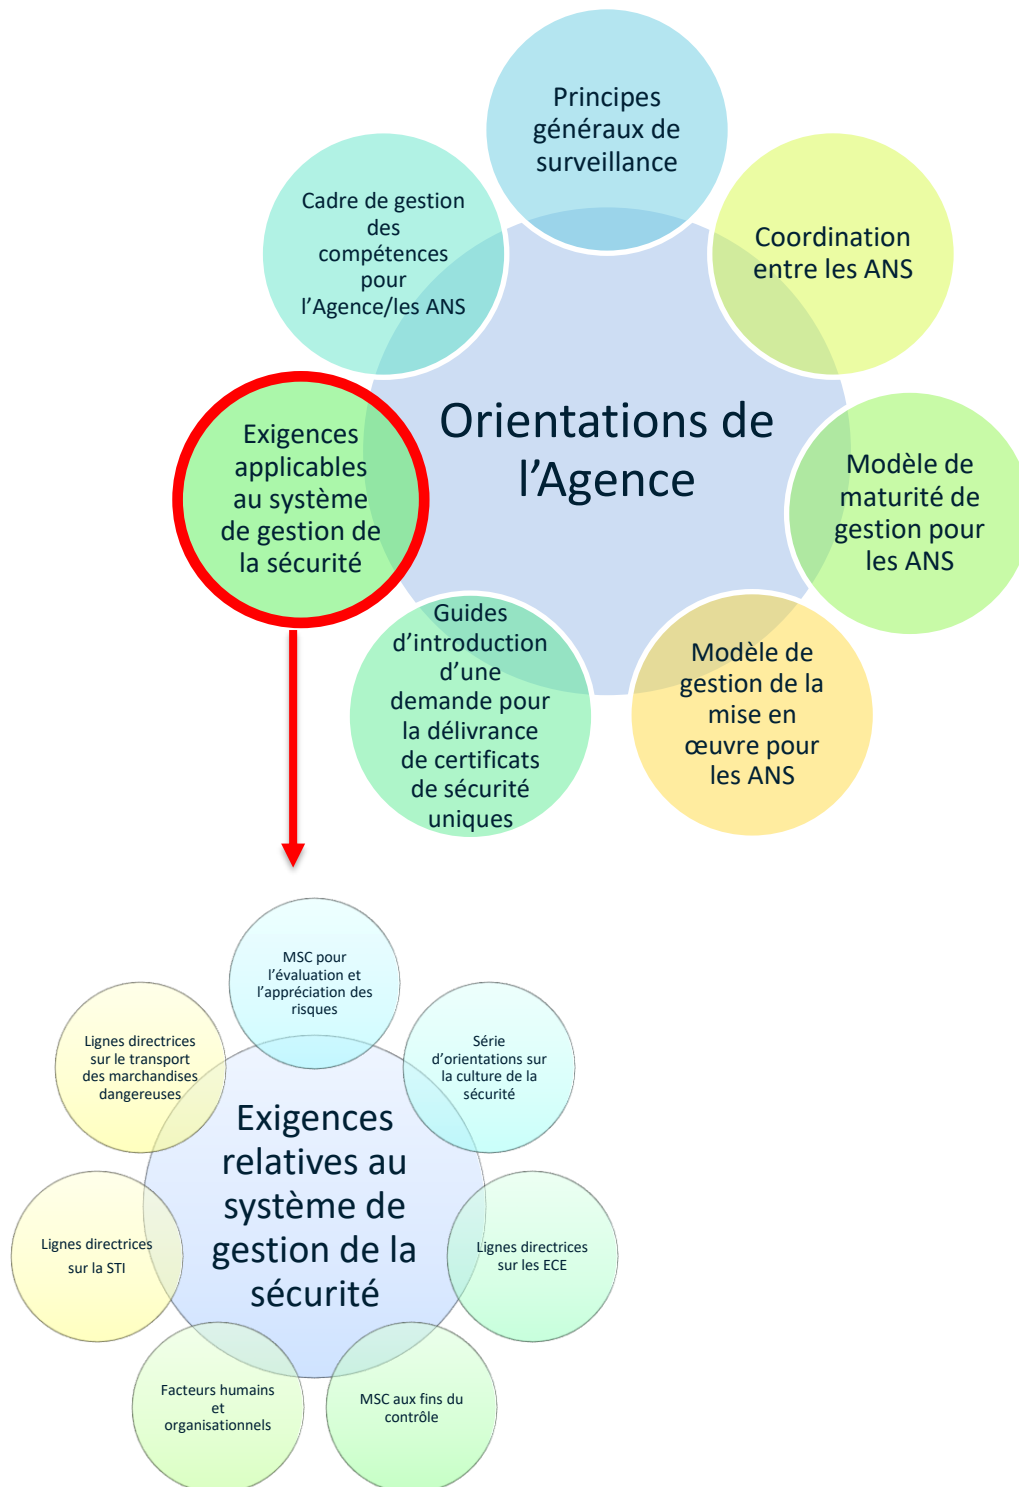 Principes
généraux de
surveillance
Cadre de gestion
des
compétences
pour
l’Agence/les ANS
Coordination
entre les ANS
Orientations de
l’Agence
Exigences
applicables
au système
de gestion de
la sécurité
Modèle de
maturité de
gestion pour
les ANS
Guides
d’introduction
d’une
demande pour
la délivrance
de certificats
de sécurité
uniques
Modèle de
gestion de la
mise en
œuvre pour
les ANS
MSC pour
l’évaluation et
l’appréciation des
risques
Lignes directrices
sur le transport
des marchandises
dangereuses
Série
d’orientations sur
la culture de la
sécurité
Exigences
relatives au
système de
gestion de la
sécurité
Lignes directrices
sur la STI
Lignes directrices
sur les ECE
Facteurs humains
et
organisationnels
MSC aux fins du
contrôle